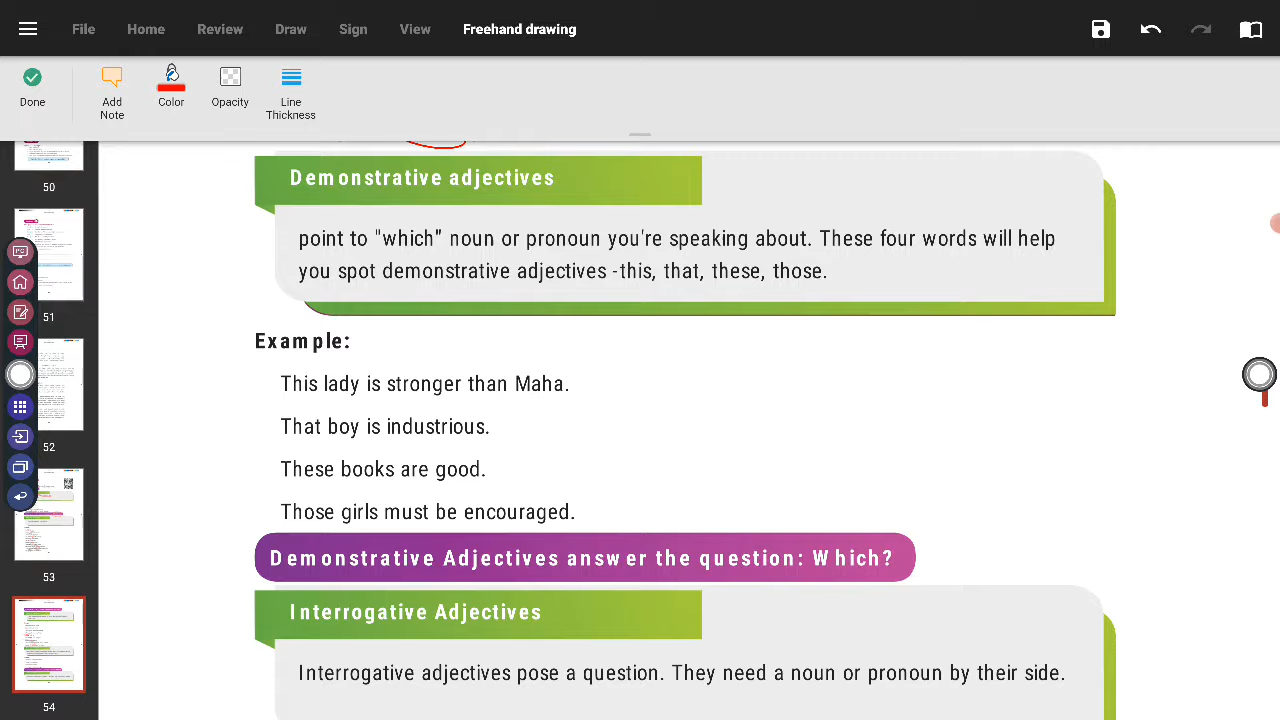 File Home Review Draw Sign View Freehand drawing
Done
Add Note
Color
Opacity
Line Thickness
50
51
52
53
54
Demonstrative adjectives
point to "which" noun or pronoun you're speaking about. These four words will help
you spot demonstrative adjectives -this, that, these, those.
Example:
This lady is stronger than Maha.
That boy is industrious.
These books are good.
Those girls must be encouraged.
Demonstrative Adjectives answer the question: Which?
Interrogative Adjectives
Interrogative adjectives pose a question. They need a noun or pronoun by their side.